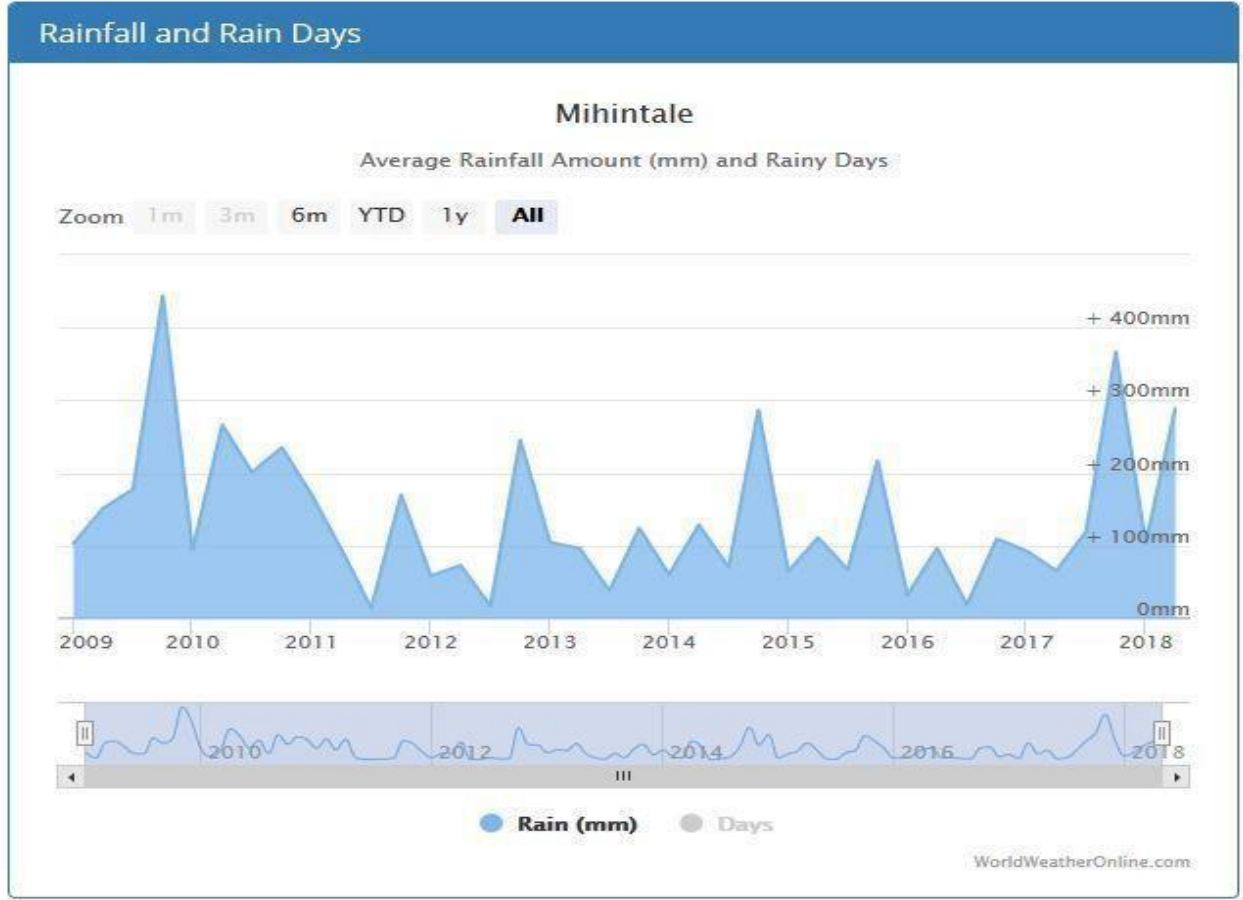 Rainfall and Rain Days
Mihintale
Average Rainfall Amount (mm) and Rainy Days
Zoom 1m 3m 6m YTD 1y All
+ 400mm
+ 300mm
+ 200mm
+ 100mm
0mm
2009 2010 2011 2012 2013 2014 2015 2016 2017 2018
2010 2012 2014 2016 2018
Rain (mm) Days
WorldWeatherOnline.com